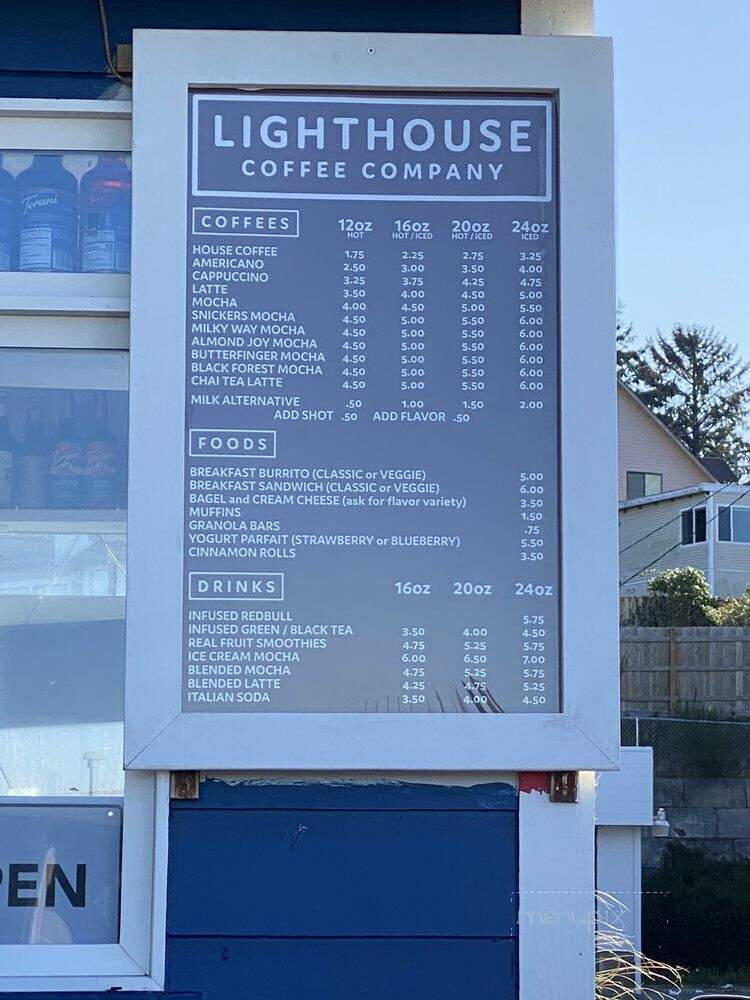 LIGHTHOUSE
COFFEE COMPANY
COFFEES 12oz 16oz 20oz 24oz
HOT HOT / ICED HOT / ICED ICED
HOUSE COFFEE 1.75 2.25 2.75 3.25
AMERICANO 2.50 3.00 3.50 4.00
CAPPUCCINO 3.25 3.75 4.25 4.75
LATTE 3.50 4.00 4.50 5.00
MOCHA 4.00 4.50 5.00 5.50
SNICKERS MOCHA 4.50 5.00 5.50 6.00
MILKY WAY MOCHA 4.50 5.00 5.50 6.00
ALMOND JOY MOCHA 4.50 5.00 5.50 6.00
BUTTERFINGER MOCHA 4.50 5.00 5.50 6.00
BLACK FOREST MOCHA 4.50 5.00 5.50 6.00
CHAI TEA LATTE 4.50 5.00 5.50 6.00
MILK ALTERNATIVE .50 1.00 1.50 2.00
ADD SHOT .50 ADD FLAVOR .50
FOODS
BREAKFAST BURRITO (CLASSIC or VEGGIE) 5.00
BREAKFAST SANDWICH (CLASSIC or VEGGIE) 6.00
BAGEL and CREAM CHEESE (ask for flavor variety) 3.50
MUFFINS 1.50
GRANOLA BARS .75
YOGURT PARFAIT (STRAWBERRY or BLUEBERRY) 5.50
CINNAMON ROLLS 3.50
DRINKS 16oz 20oz 24oz
INFUSED REDBULL 5.75
INFUSED GREEN / BLACK TEA 3.50 4.00 4.50
REAL FRUIT SMOOTHIES 4.75 5.25 5.75
ICE CREAM MOCHA 6.00 6.50 7.00
BLENDED MOCHA 4.75 5.25 5.75
BLENDED LATTE 4.25 4.75 5.25
ITALIAN SODA 3.50 4.00 4.50
Torani
PEN
menupix